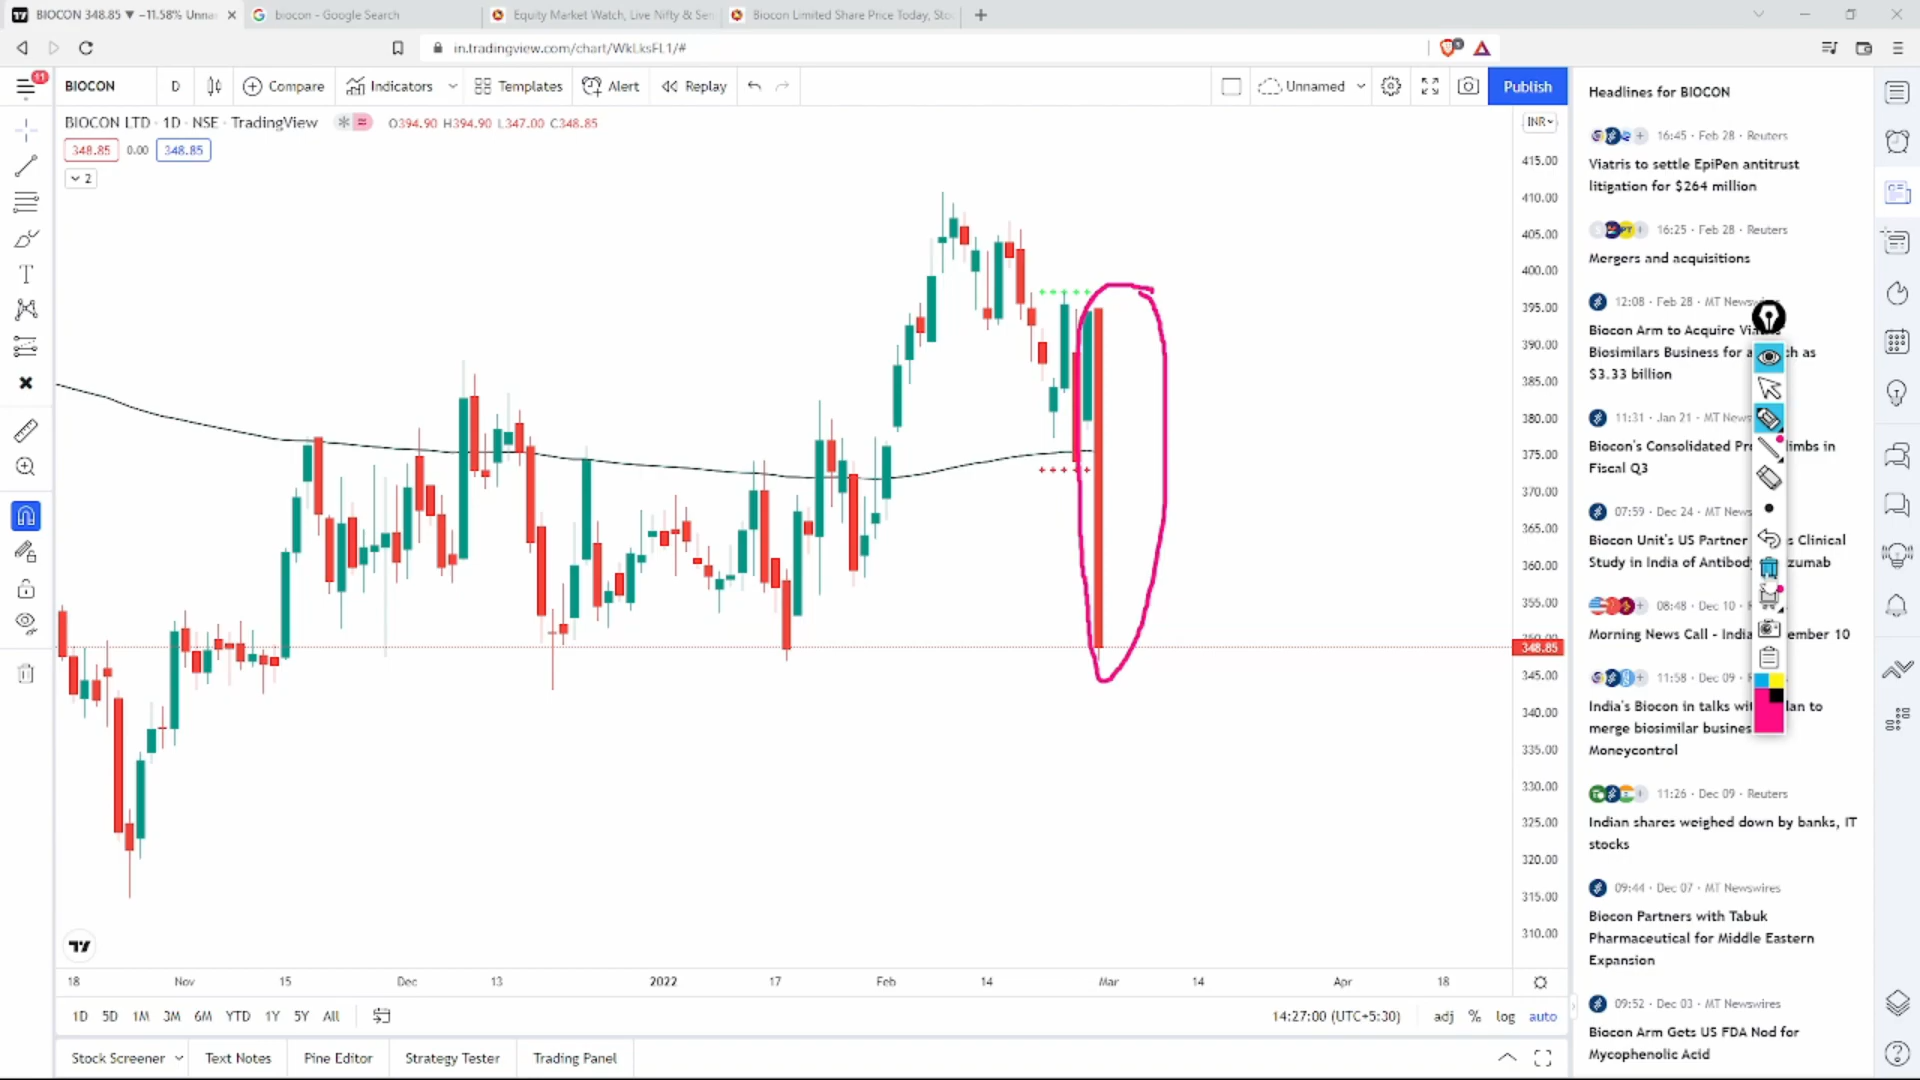 BIOCON 348.85 ▼ −11.58% Unna
biocon - Google Search
Equity Market Watch, Live Nifty & Sen
Biocon Limited Share Price Today, Sto
in.tradingview.com/chart/WkLksFL1/#
11
BIOCON
D
Compare
Indicators
Templates
Alert
Replay
Unnamed
Publish
BIOCON LTD · 1D · NSE · TradingView
O394.90 H394.90 L347.00 C348.85
348.85
0.00
348.85
2
INR
415.00
410.00
405.00
400.00
395.00
390.00
385.00
380.00
375.00
370.00
365.00
360.00
355.00
350.00
348.85
345.00
340.00
335.00
330.00
325.00
320.00
315.00
310.00
18
Nov
15
Dec
13
2022
17
Feb
14
Mar
14
Apr
18
1D
5D
1M
3M
6M
YTD
1Y
5Y
All
14:27:00 (UTC+5:30)
adj
%
log
auto
Stock Screener
Text Notes
Pine Editor
Strategy Tester
Trading Panel
Headlines for BIOCON
16:45 · Feb 28 · Reuters
Viatris to settle EpiPen antitrust
litigation for $264 million
16:25 · Feb 28 · Reuters
Mergers and acquisitions
12:08 · Feb 28 · MT Newsw
Biocon Arm to Acquire Via
Biosimilars Business for a ch as
$3.33 billion
11:31 · Jan 21 · MT News
Biocon's Consolidated Pr imbs in
Fiscal Q3
07:59 · Dec 24 · MT News
Biocon Unit's US Partner s Clinical
Study in India of Antibod zumab
08:48 · Dec 10 ·
Morning News Call - India ember 10
11:58 · Dec 09 ·
India's Biocon in talks wit lan to
merge biosimilar busines
Moneycontrol
11:26 · Dec 09 · Reuters
Indian shares weighed down by banks, IT
stocks
09:44 · Dec 07 · MT Newswires
Biocon Partners with Tabuk
Pharmaceutical for Middle Eastern
Expansion
09:52 · Dec 03 · MT Newswires
Biocon Arm Gets US FDA Nod for
Mycophenolic Acid